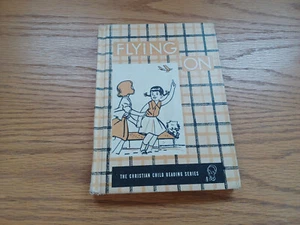 FLYING
ON
THE CHRISTIAN CHILD READING SERIES